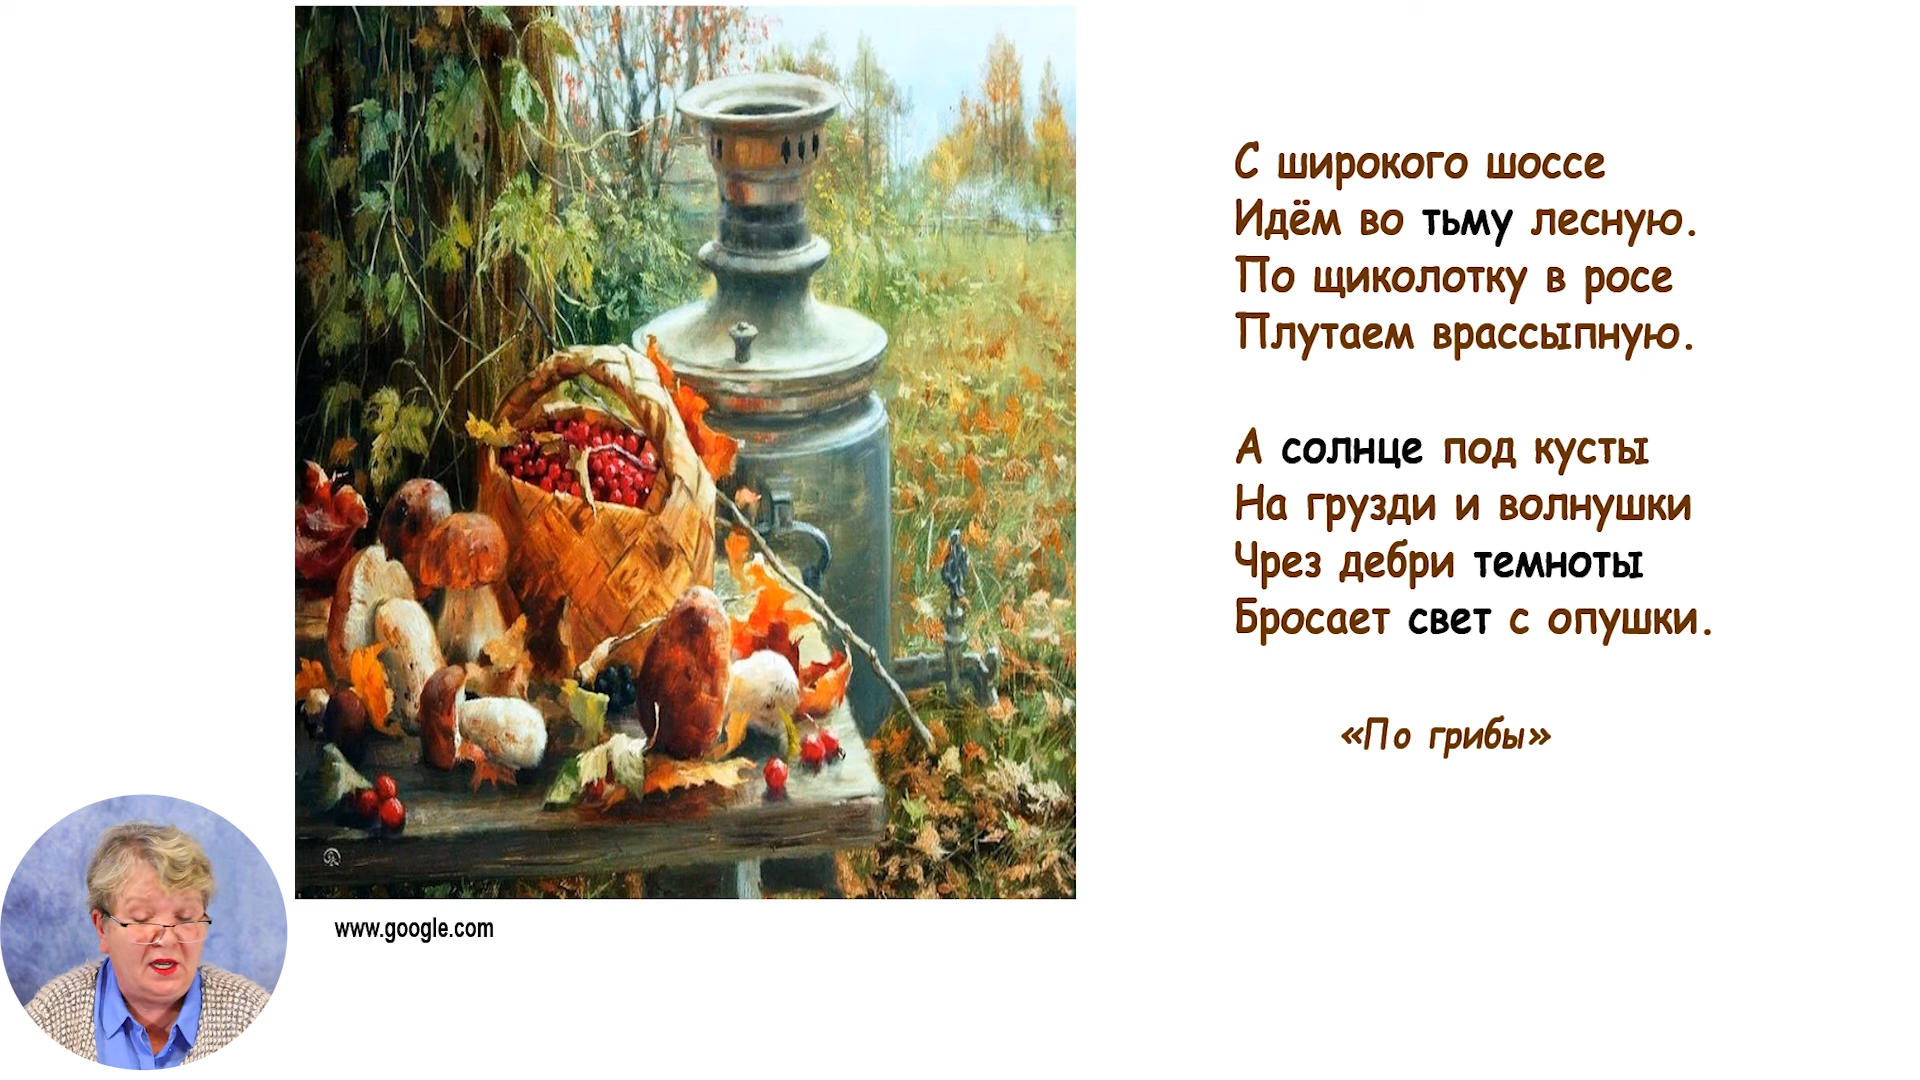 С широкого шоссе
Идём во тьму лесную.
По щиколотку в росе
Плутаем врассыпную.
А солнце под кусты
На грузди и волнушки
Чрез дебри темноты
Бросает свет с опушки.
«По грибы»
www.google.com